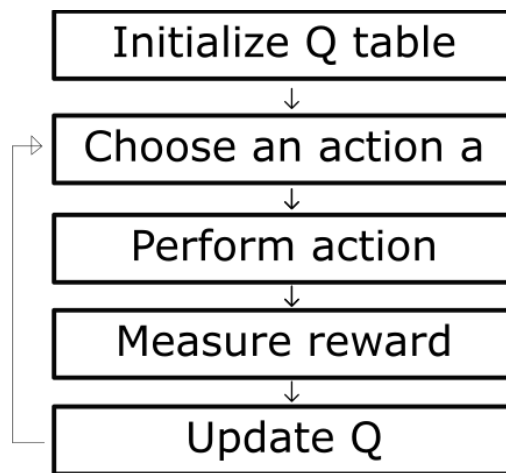 Initialize Q table
Choose an action a
Perform action
Measure reward
Update Q